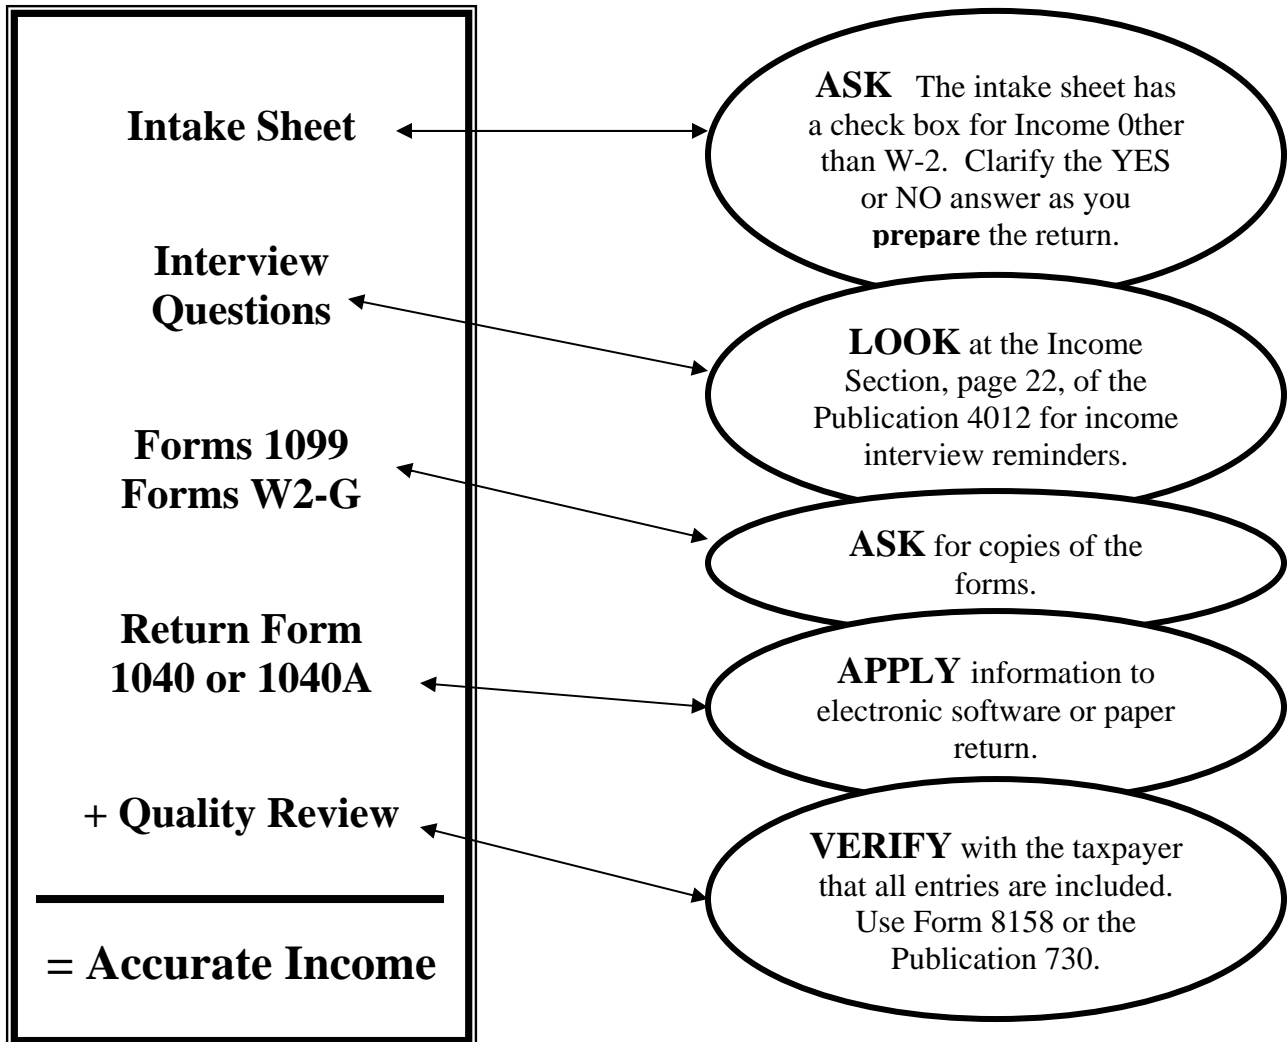 Intake Sheet
Interview
Questions
Forms 1099
Forms W2-G
Return Form
1040 or 1040A
+ Quality Review
= Accurate Income
ASK The intake sheet has
a check box for Income 0ther
than W-2. Clarify the YES
or NO answer as you
prepare the return.
LOOK at the Income
Section, page 22, of the
Publication 4012 for income
interview reminders.
ASK for copies of the
forms.
APPLY information to
electronic software or paper
return.
VERIFY with the taxpayer
that all entries are included.
Use Form 8158 or the
Publication 730.